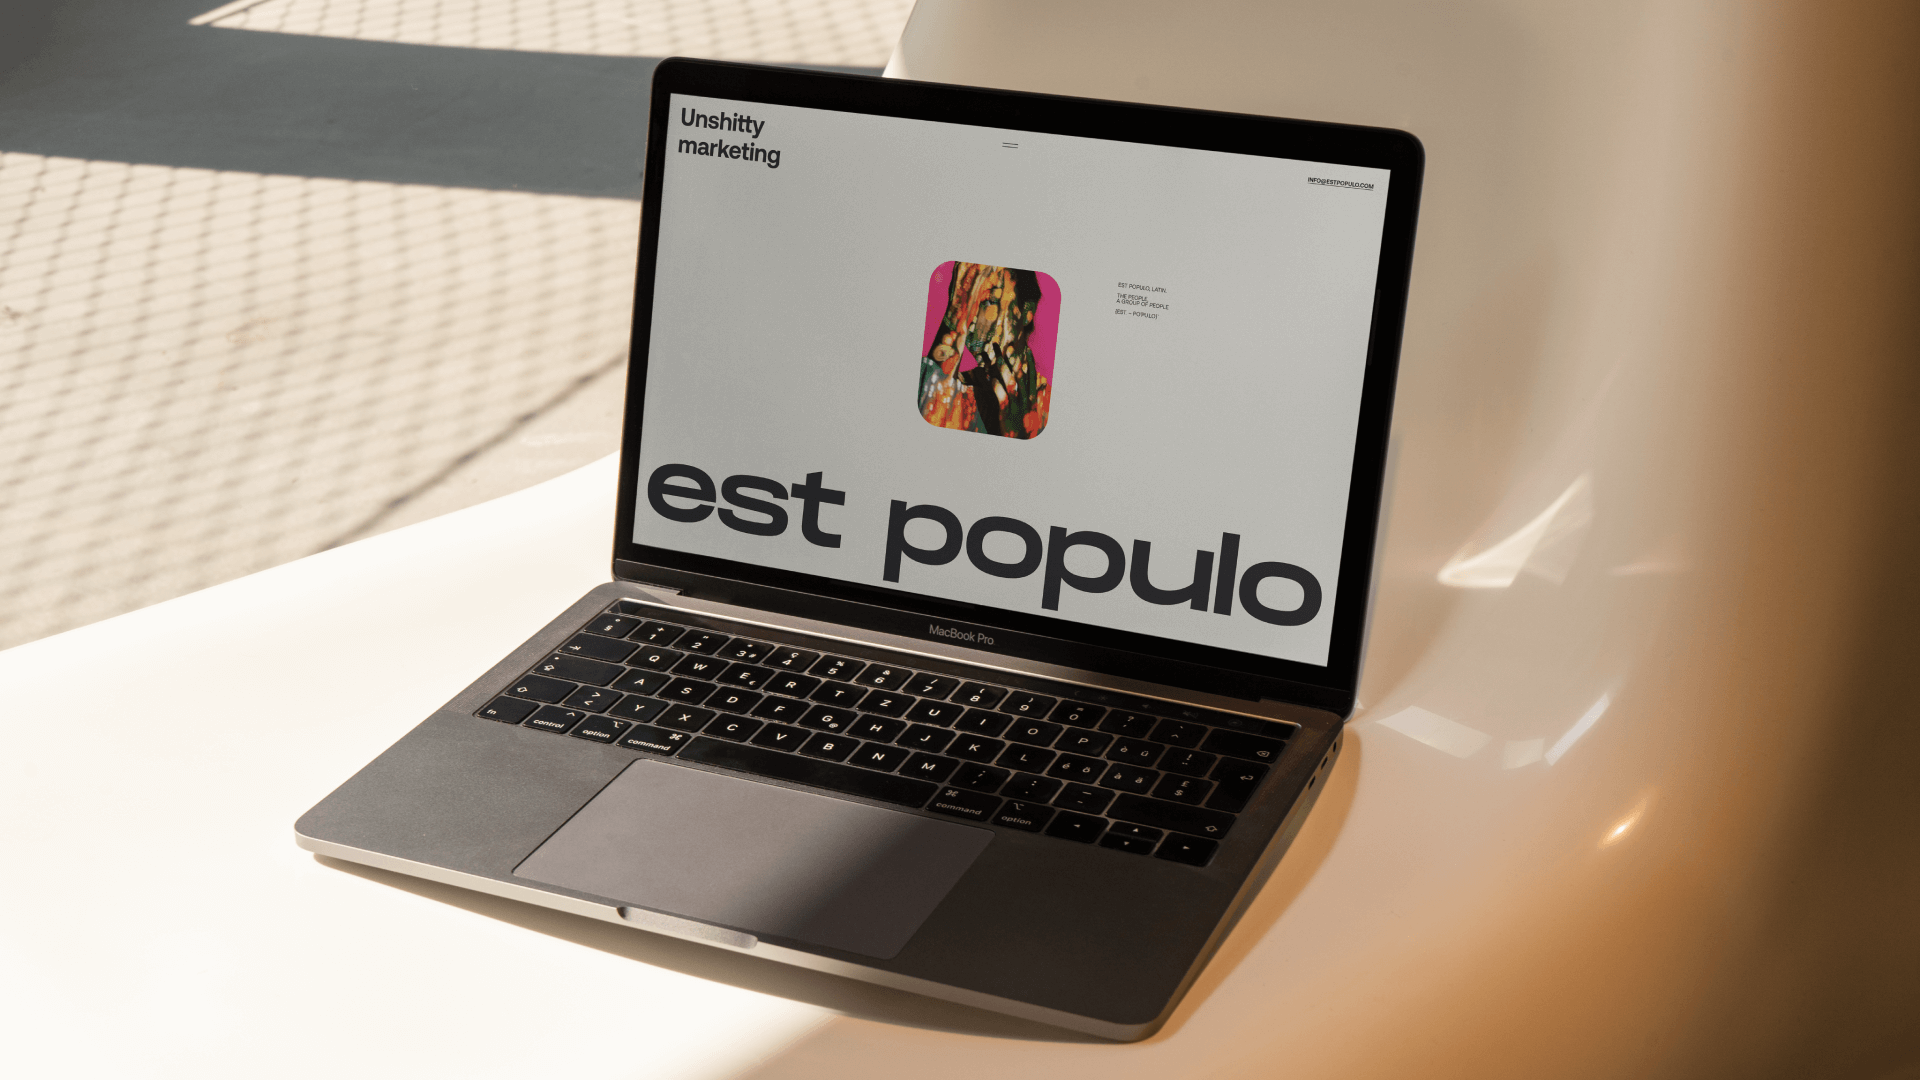 Unshitty
marketing
INFO@ESTPOPULO.COM
EST POPULO, LATIN.
THE PEOPLE,
A GROUP OF PEOPLE
[EST – POPULO]
est populo
MacBook Pro
§ ° + 1 " 2 * 3 # ç 4 % 5 & 6 / 7 ( 8 ) 9 = 0 ?
Q W E € R T Z U I O P è ü !
A S D F G @ H J K L é ö à ä £ $
> < Y X C V B N M ; : _ -
fn control option command command option